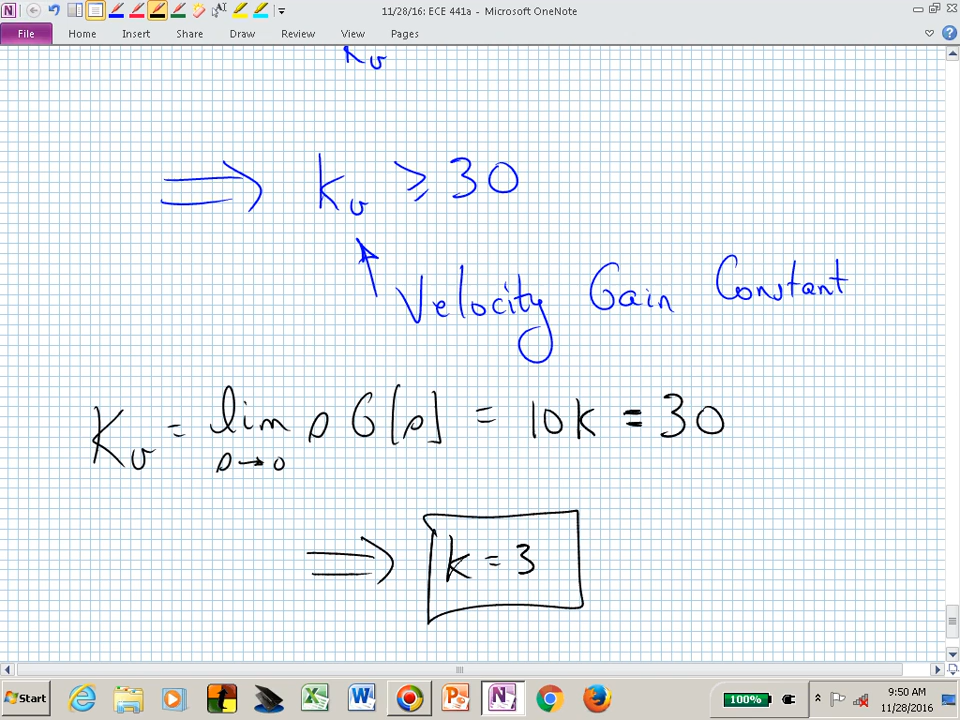 11/28/16: ECE 441a - Microsoft OneNote
File Home Insert Share Draw Review View Pages
Kv
⟹ kv ≥ 30
Velocity Gain Constant
Kv = lim s G(s) = 10k = 30
s→0
⟹ k = 3
Start
100%
9:50 AM
11/28/2016